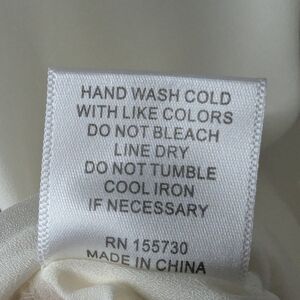 HAND WASH COLD
WITH LIKE COLORS
DO NOT BLEACH
LINE DRY
DO NOT TUMBLE
COOL IRON
IF NECESSARY
RN 155730
MADE IN CHINA